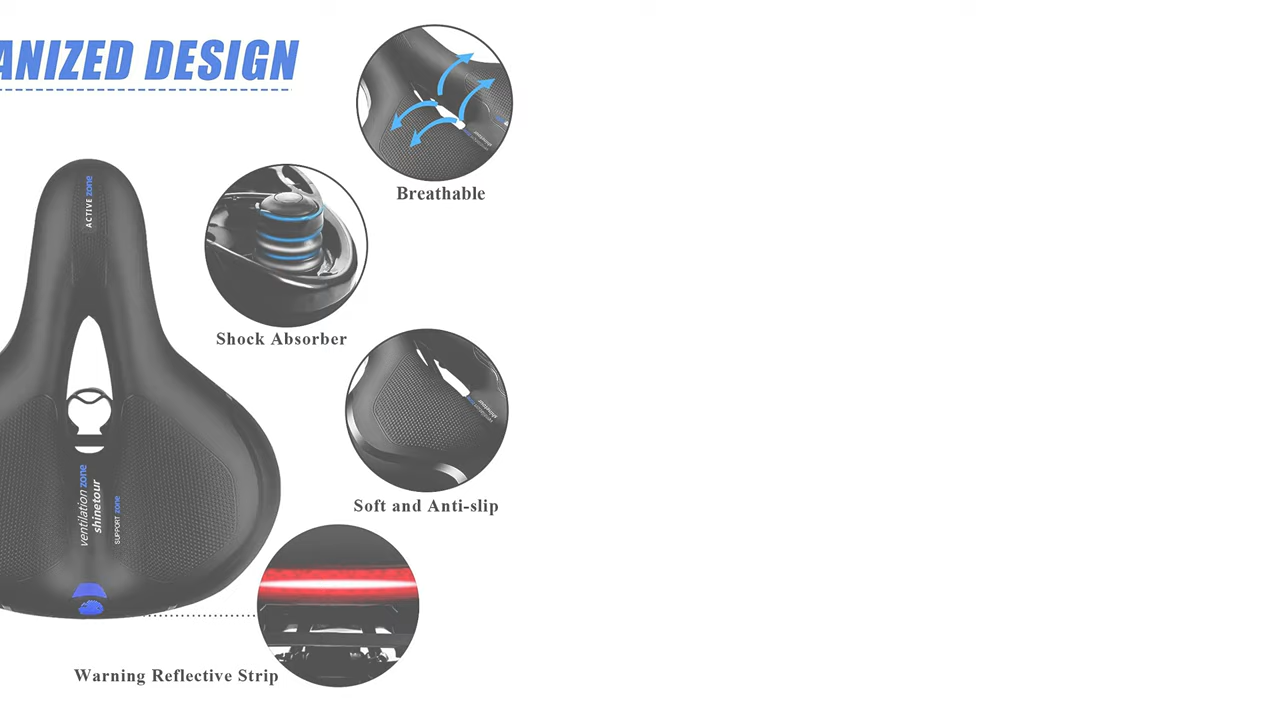 ANIZED DESIGN
Breathable
Shock Absorber
ACTIVE zone
Soft and Anti-slip
ventilation zone
shinetour
SUPPORT zone
Warning Reflective Strip